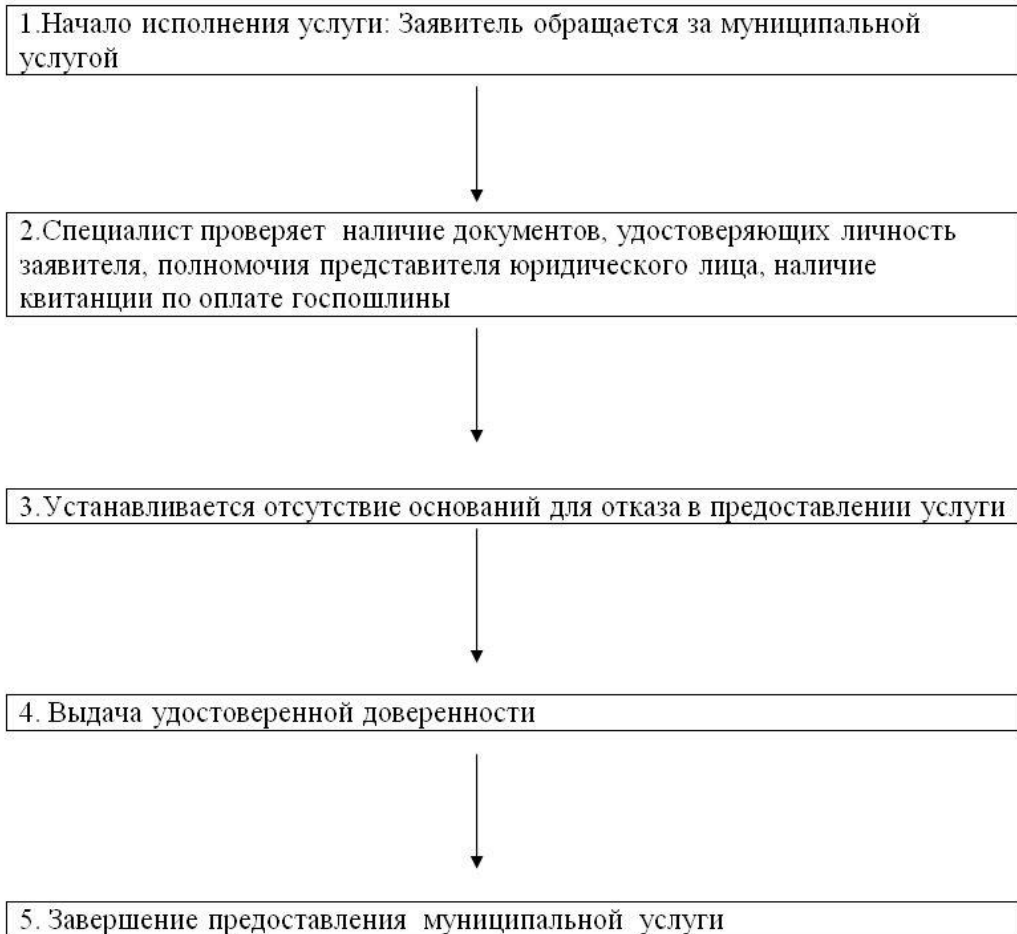 1.Начало исполнения услуги: Заявитель обращается за муниципальной
услугой
2.Специалист проверяет  наличие документов, удостоверяющих личность
заявителя, полномочия представителя юридического лица, наличие
квитанции по оплате госпошлины
3.Устанавливается отсутствие оснований для отказа в предоставлении услуги
4. Выдача удостоверенной доверенности
5. Завершение предоставления  муниципальной  услуги